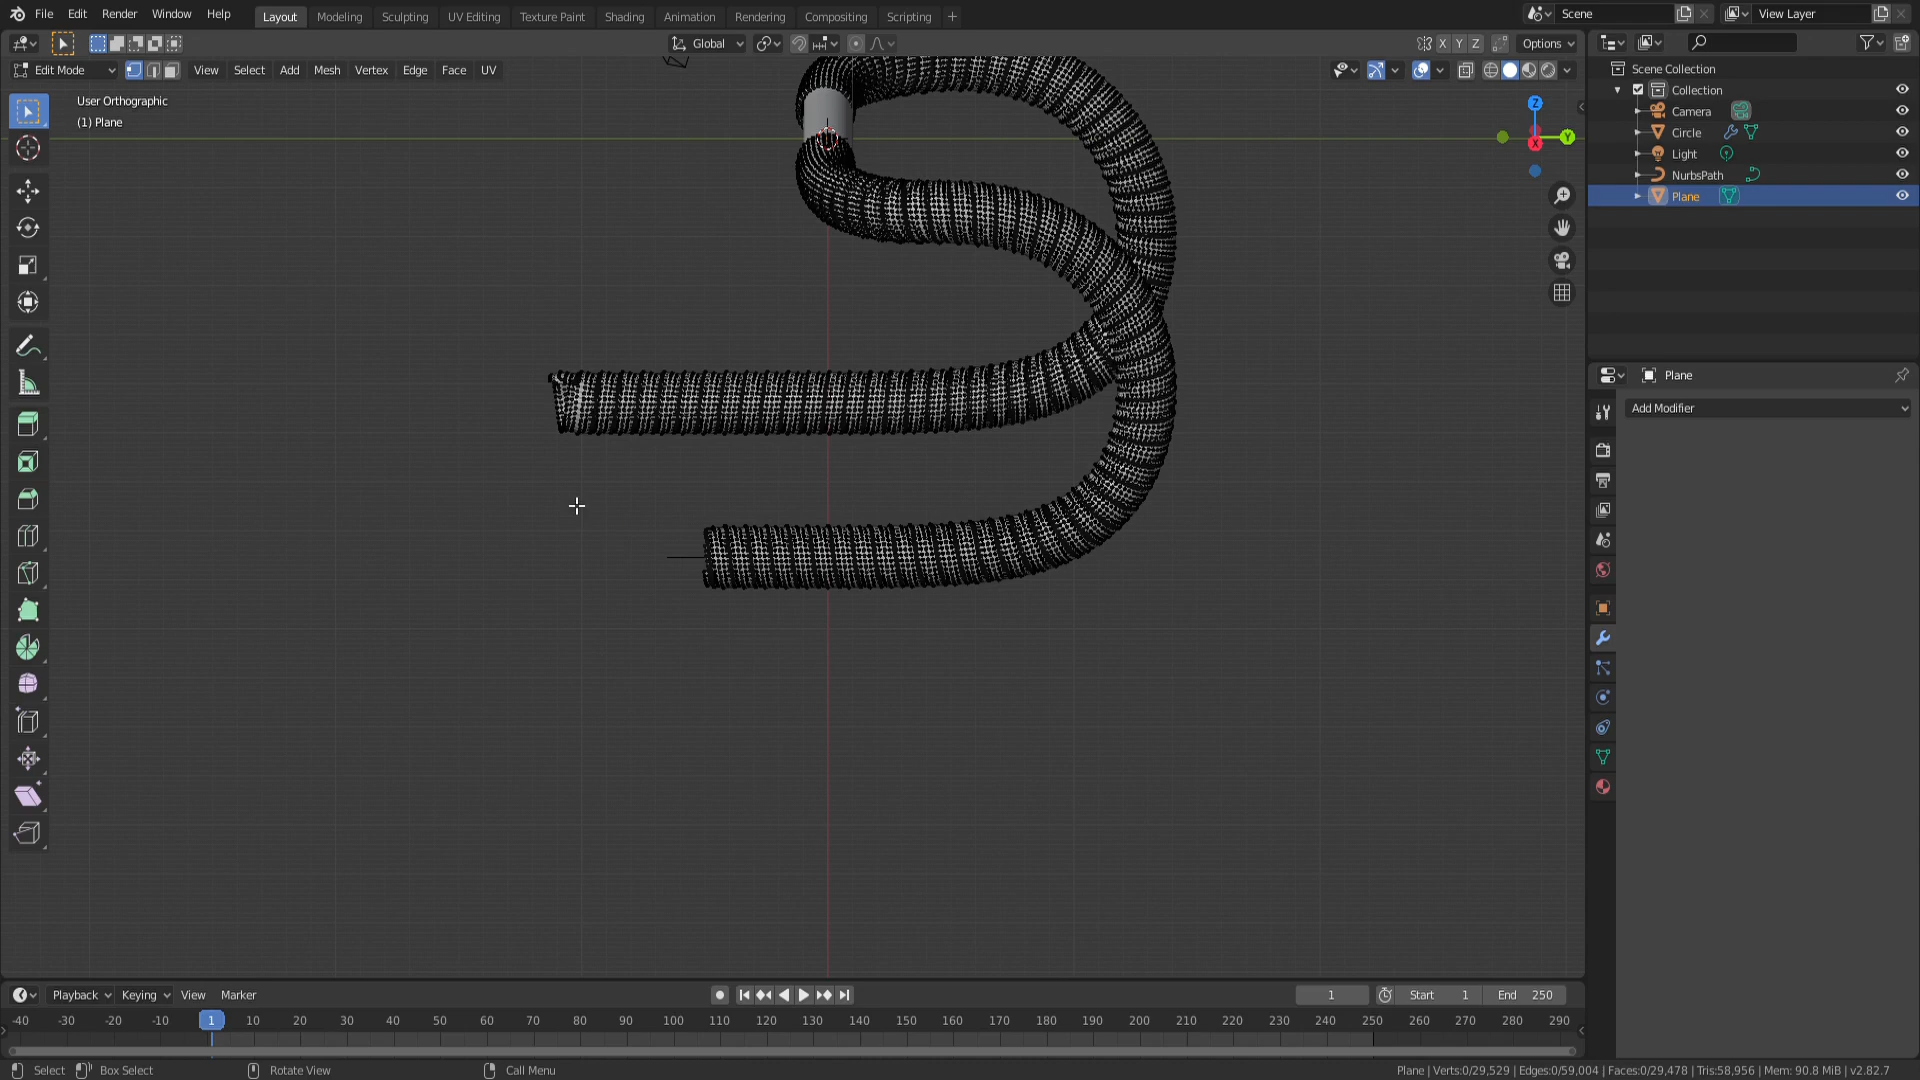 File Edit Render Window Help Layout Modeling Sculpting UV Editing Texture Paint Shading Animation Rendering Compositing Scripting + Scene View Layer
Global X Y Z Options
Edit Mode View Select Add Mesh Vertex Edge Face UV
User Orthographic
(1) Plane
Z
Y
X
Scene Collection
Collection
Camera
Circle
Light
NurbsPath
Plane
Plane
Add Modifier
Playback Keying View Marker 1 Start 1 End 250
-40 -30 -20 -10 1 10 20 30 40 50 60 70 80 90 100 110 120 130 140 150 160 170 180 190 200 210 220 230 240 250 260 270 280 290
Select Box Select Rotate View Call Menu Plane | Verts:0/29,529 | Edges:0/59,004 | Faces:0/29,478 | Tris:58,956 | Mem: 90.8 MiB | v2.82.7